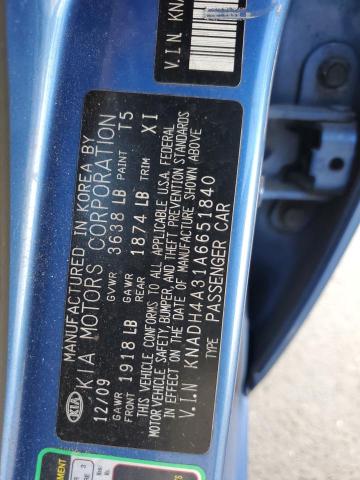 V.I.N KNA
MANUFACTURED IN KOREA BY
KIA KIA MOTORS CORPORATION
12/09 GVWR 3638 LB PAINT T5
GAWR FRONT 1918 LB GAWR REAR 1874 LB TRIM XI
THIS VEHICLE CONFORMS TO ALL APPLICABLE U.S.A. FEDERAL
MOTOR VEHICLE SAFETY, BUMPER, AND THEFT PREVENTION STANDARDS
IN EFFECT ON THE DATE OF MANUFACTURE SHOWN ABOVE
V.I.N KNADH4A31A6651840
TYPE PASSENGER CAR